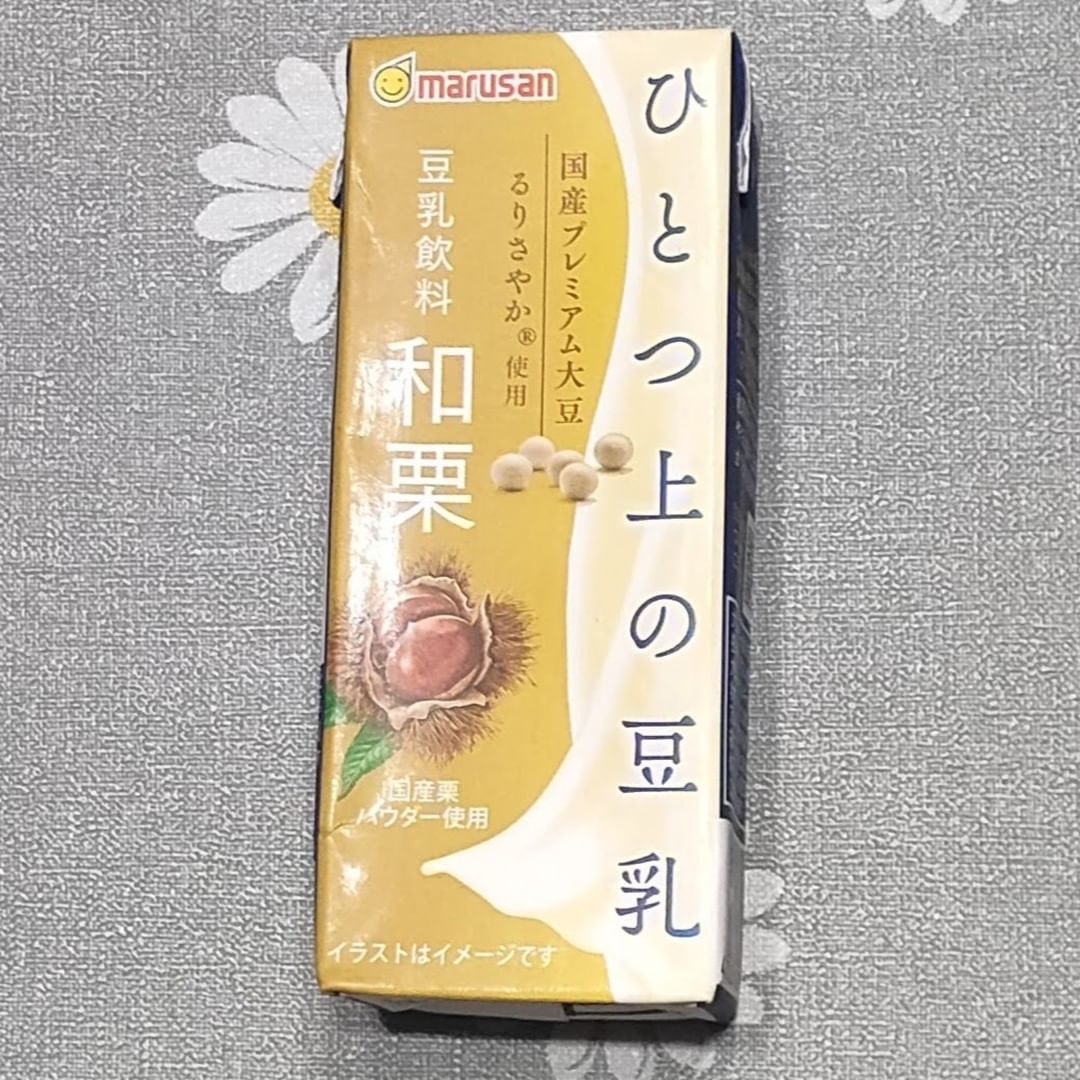 marusan
ひとつ上の豆乳
国産プレミアム大豆
るりさやか®使用
豆乳飲料
和栗
国産栗
パウダー使用
イラストはイメージです